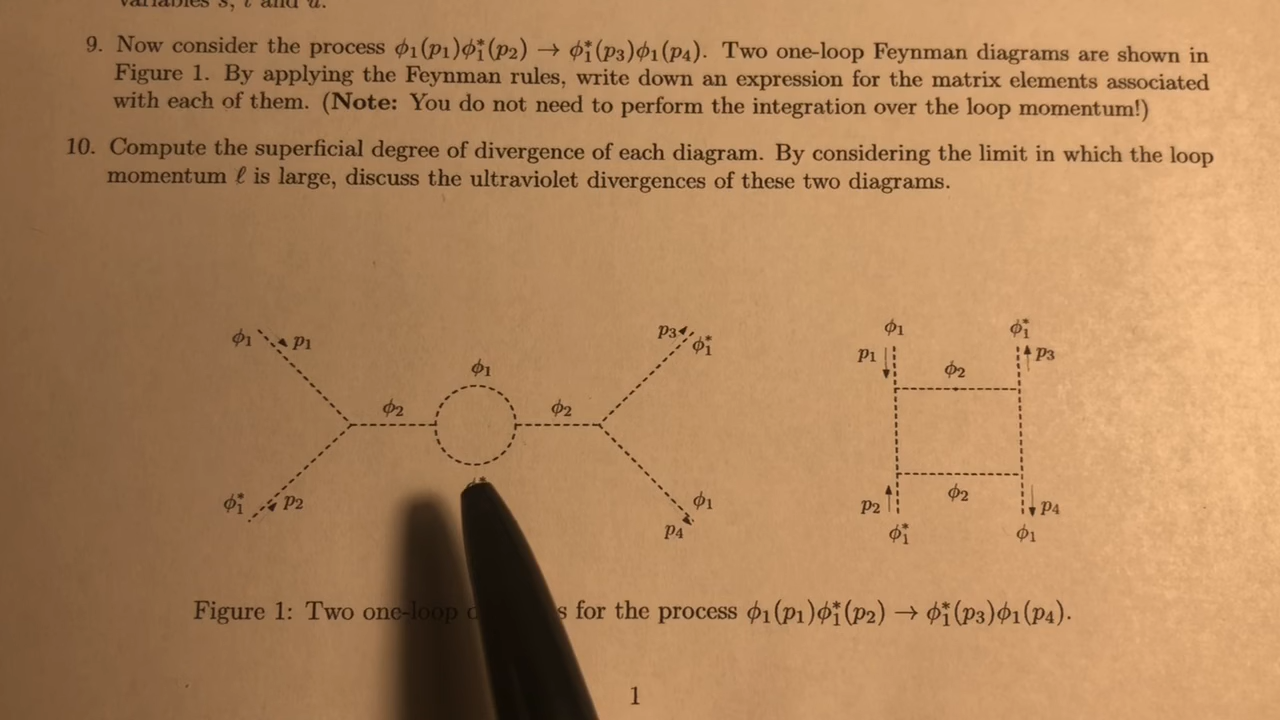 variables s, t and u.
9. Now consider the process ϕ₁(p₁)ϕ₁*(p₂) → ϕ₁*(p₃)ϕ₁(p₄). Two one-loop Feynman diagrams are shown in
Figure 1. By applying the Feynman rules, write down an expression for the matrix elements associated
with each of them. (Note: You do not need to perform the integration over the loop momentum!)
10. Compute the superficial degree of divergence of each diagram. By considering the limit in which the loop
momentum ℓ is large, discuss the ultraviolet divergences of these two diagrams.
ϕ₁ p₁
ϕ₂
ϕ₁
ϕ₂
p₃ ϕ₁*
ϕ₁* p₂
ϕ₁
p₄
ϕ₁ ϕ₁*
p₁ ϕ₂ p₃
p₂ ϕ₂ p₄
ϕ₁* ϕ₁
Figure 1: Two one-loop s for the process ϕ₁(p₁)ϕ₁*(p₂) → ϕ₁*(p₃)ϕ₁(p₄).
1